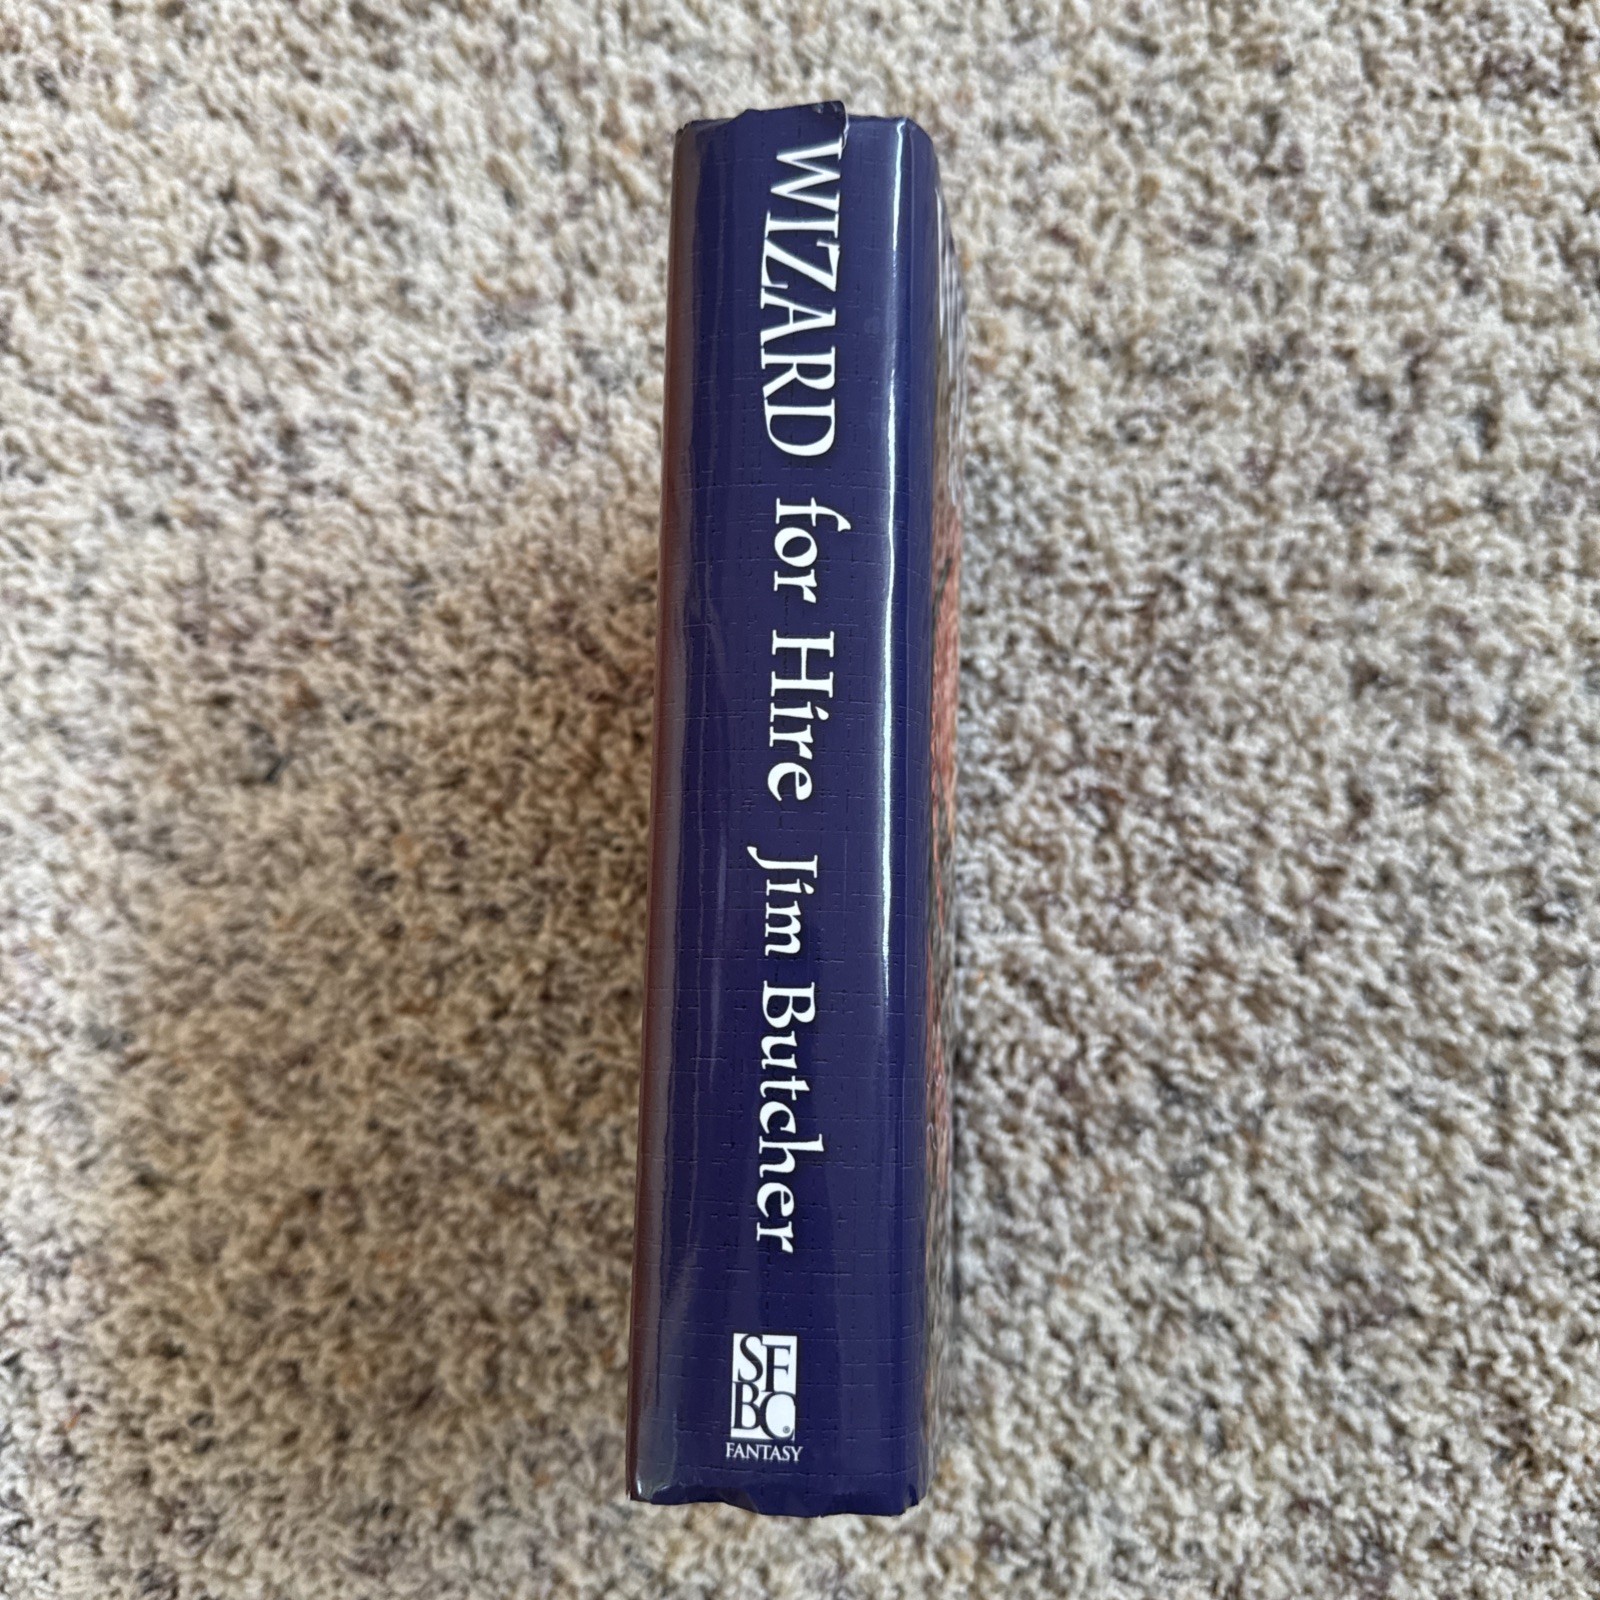 WIZARD for Hire Jim Butcher
SF
BC®
FANTASY